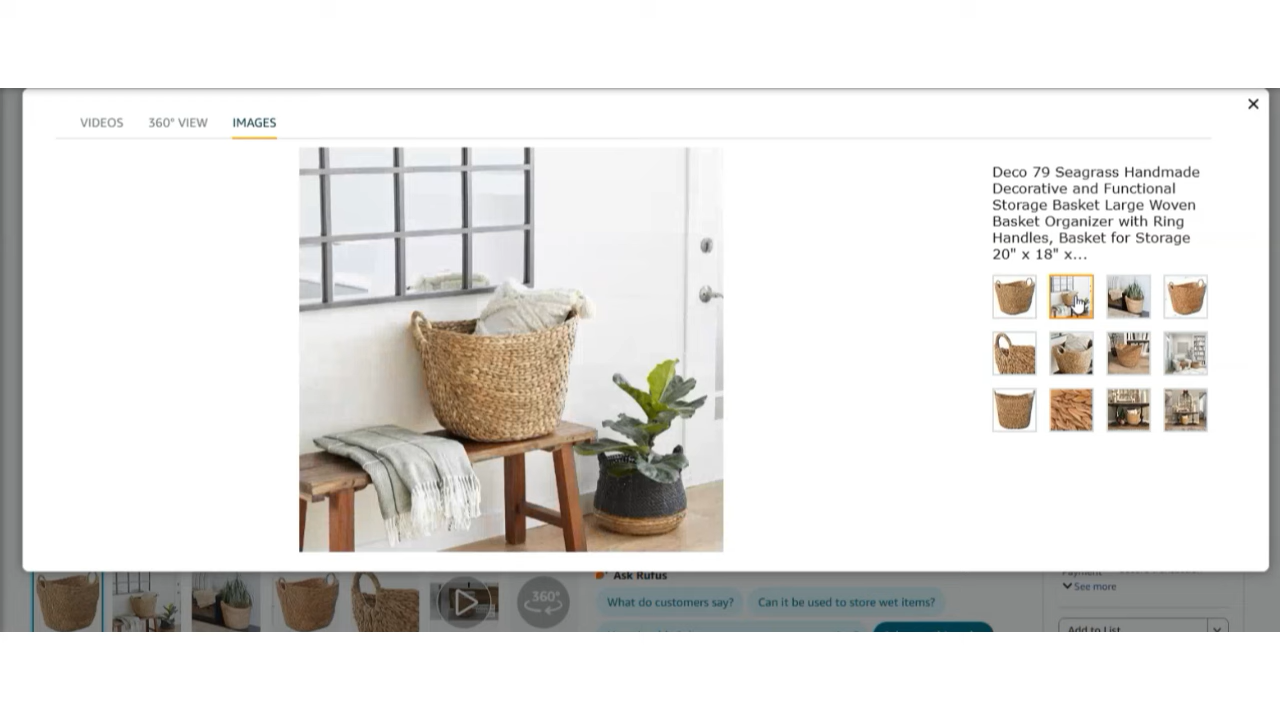 VIDEOS 360° VIEW IMAGES
Deco 79 Seagrass Handmade
Decorative and Functional
Storage Basket Large Woven
Basket Organizer with Ring
Handles, Basket for Storage
20" x 18" x...
Ask Rufus
See more
360°
What do customers say? Can it be used to store wet items?
Add to List